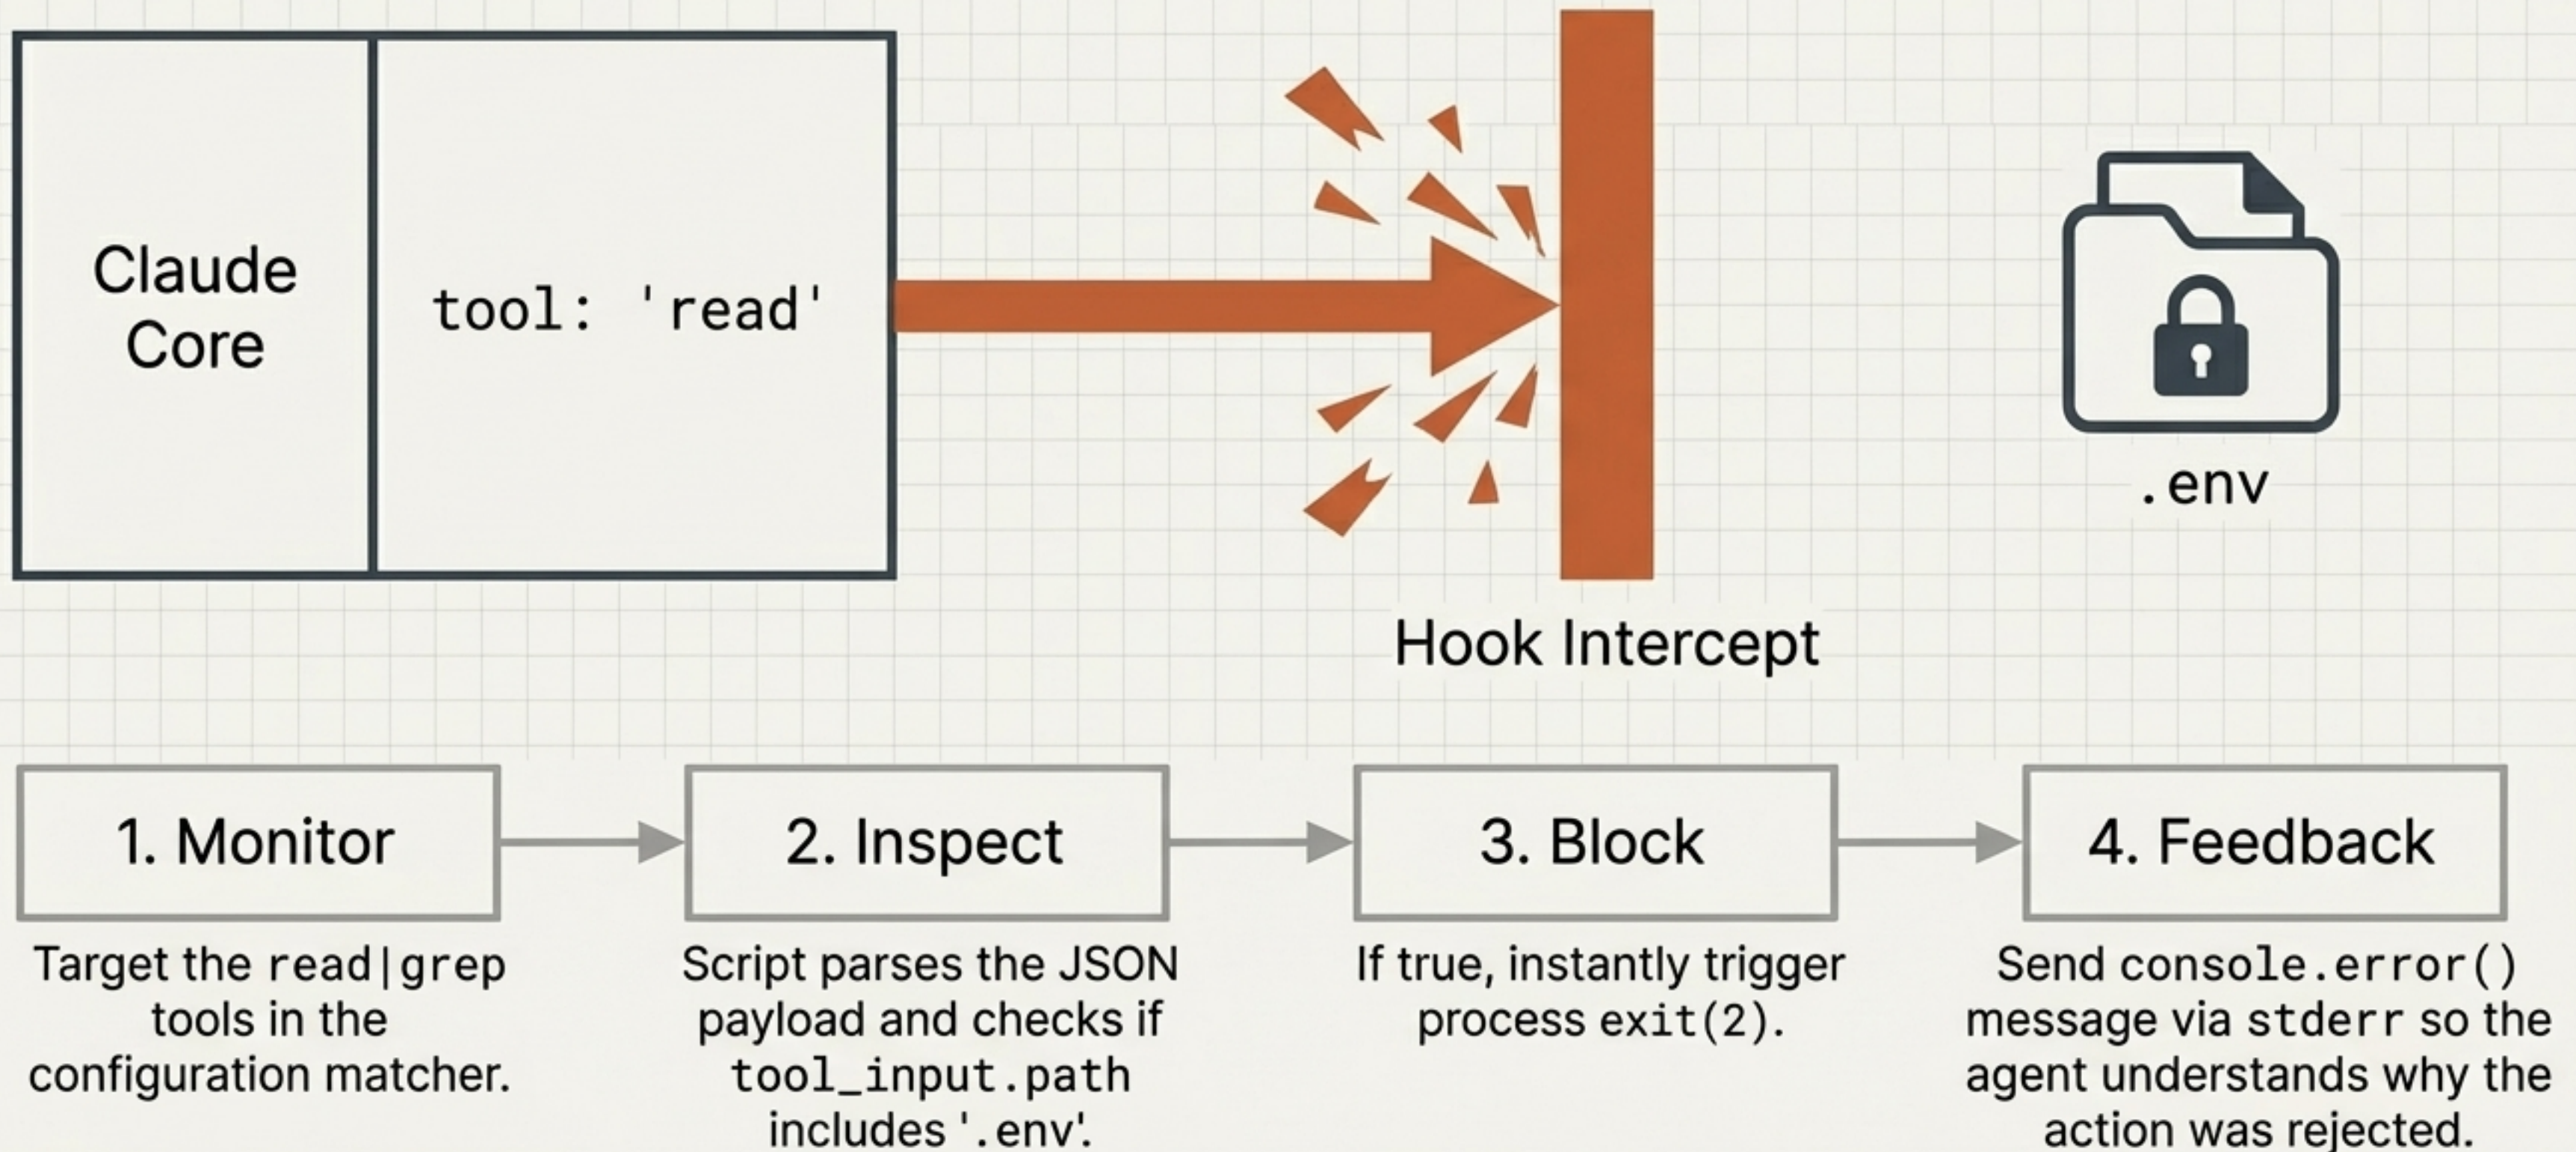 Claude
Core
tool: 'read'
.env
Hook Intercept
1. Monitor
Target the read|grep
tools in the
configuration matcher.
2. Inspect
Script parses the JSON
payload and checks if
tool_input.path
includes '.env'.
3. Block
If true, instantly trigger
process exit(2).
4. Feedback
Send console.error()
message via stderr so the
agent understands why the
action was rejected.